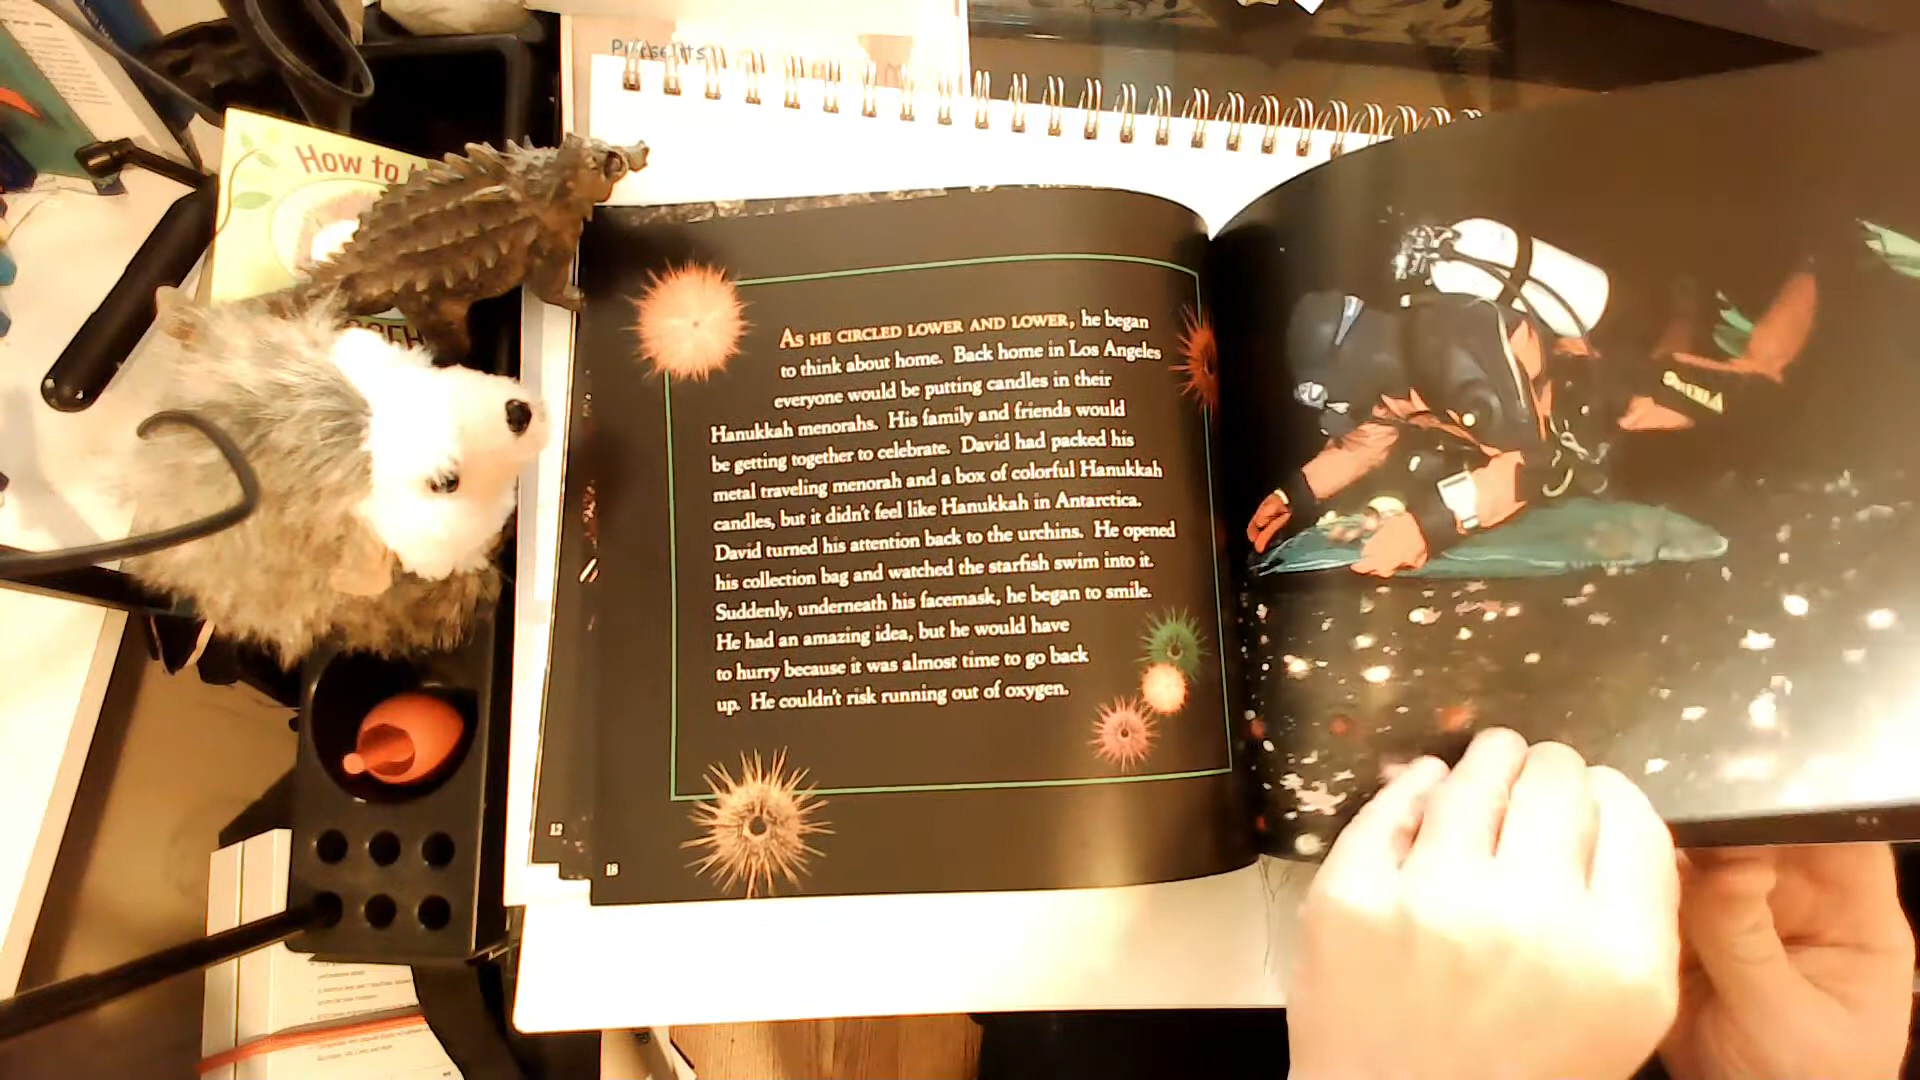 Presents
How to
AS HE CIRCLED LOWER AND LOWER, he began
to think about home. Back home in Los Angeles
everyone would be putting candles in their
Hanukkah menorahs. His family and friends would
be getting together to celebrate. David had packed his
metal traveling menorah and a box of colorful Hanukkah
candles, but it didn't feel like Hanukkah in Antarctica.
David turned his attention back to the urchins. He opened
his collection bag and watched the starfish swim into it.
Suddenly, underneath his facemask, he began to smile.
He had an amazing idea, but he would have
to hurry because it was almost time to go back
up. He couldn't risk running out of oxygen.
12
18